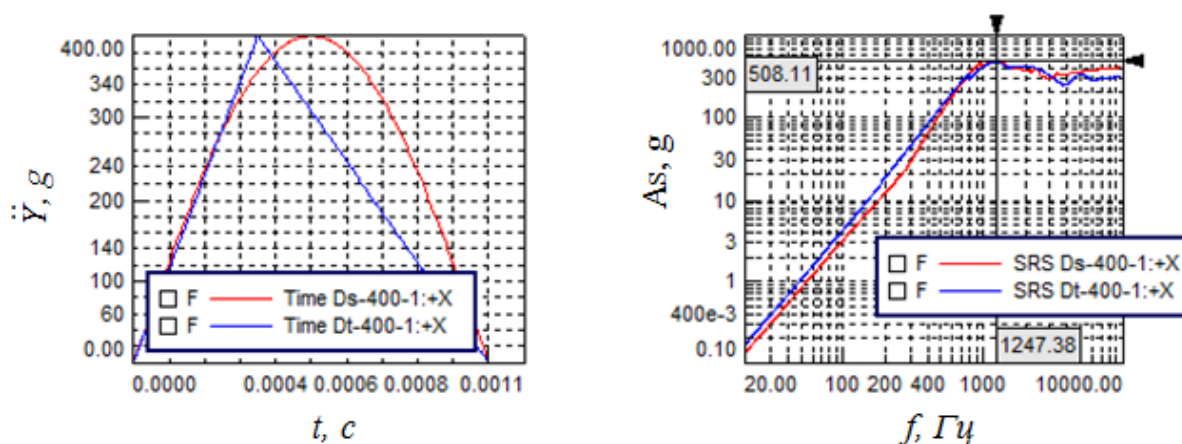 400.00
340
300
240
200
140
100
60
0.00
Ÿ, g
F Time Ds-400-1:+X
F Time Dt-400-1:+X
0.0000 0.0004 0.0006 0.0008 0.0011
t, c
1000.00
508.11
300
100
30
10
3
1
400e-3
0.10
As, g
F SRS Ds-400-1:+X
F SRS Dt-400-1:+X
1247.38
20.00 100 200 400 1000 10000.00
f, Гц